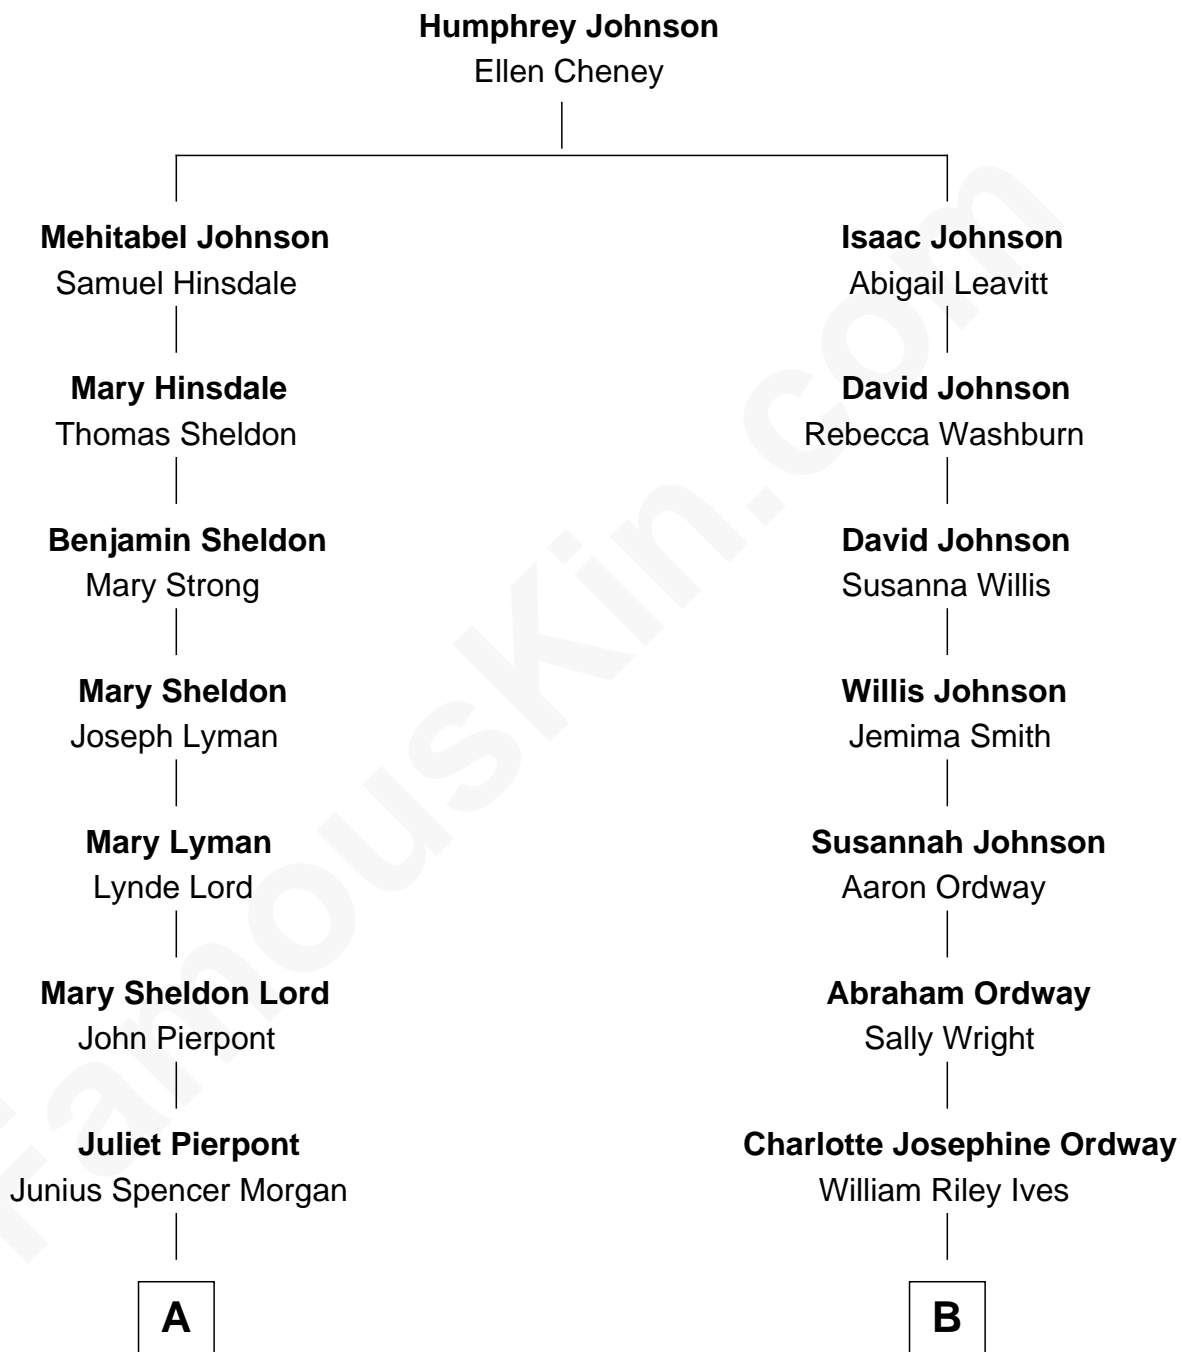 Humphrey Johnson
Ellen Cheney
Mehitabel Johnson
Samuel Hinsdale
Mary Hinsdale
Thomas Sheldon
Benjamin Sheldon
Mary Strong
Mary Sheldon
Joseph Lyman
Mary Lyman
Lynde Lord
Mary Sheldon Lord
John Pierpont
Juliet Pierpont
Junius Spencer Morgan
A
Isaac Johnson
Abigail Leavitt
David Johnson
Rebecca Washburn
David Johnson
Susanna Willis
Willis Johnson
Jemima Smith
Susannah Johnson
Aaron Ordway
Abraham Ordway
Sally Wright
Charlotte Josephine Ordway
William Riley Ives
B
FamousKin.com